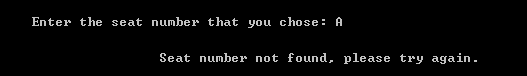 Enter the seat number that you chose: A
Seat number not found, please try again.